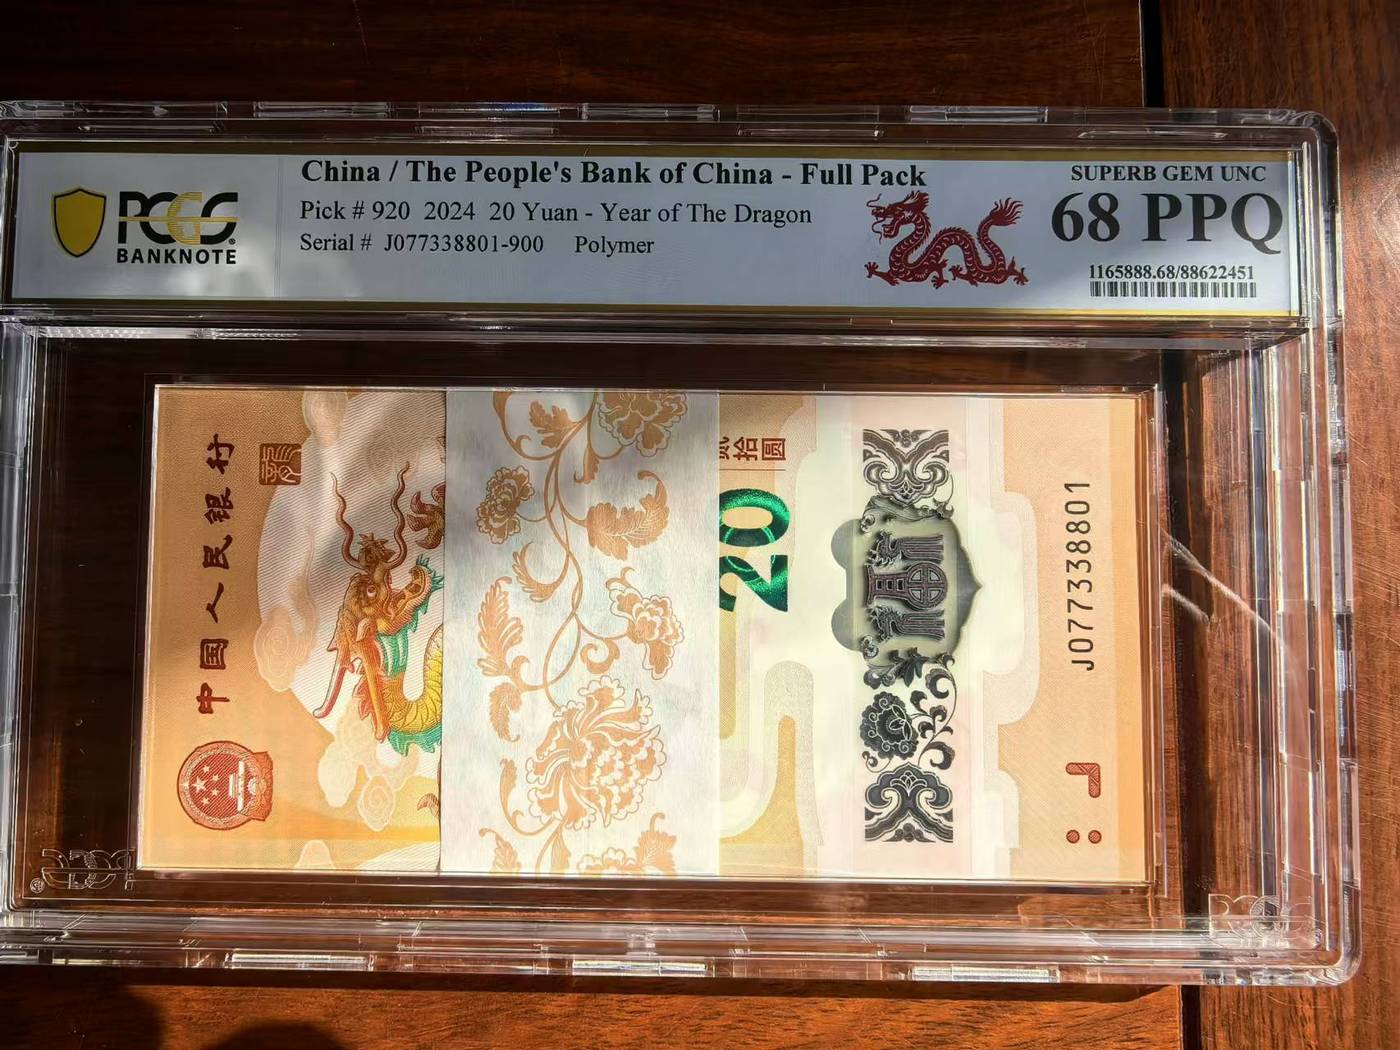 PCGS
BANKNOTE
China / The People's Bank of China - Full Pack
Pick # 920 2024 20 Yuan - Year of The Dragon
Serial # J077338801-900 Polymer
SUPERB GEM UNC
68 PPQ
1165888.68/88622451
中国人民银行
贰拾圆
20
J077338801
PCGS
PCGS